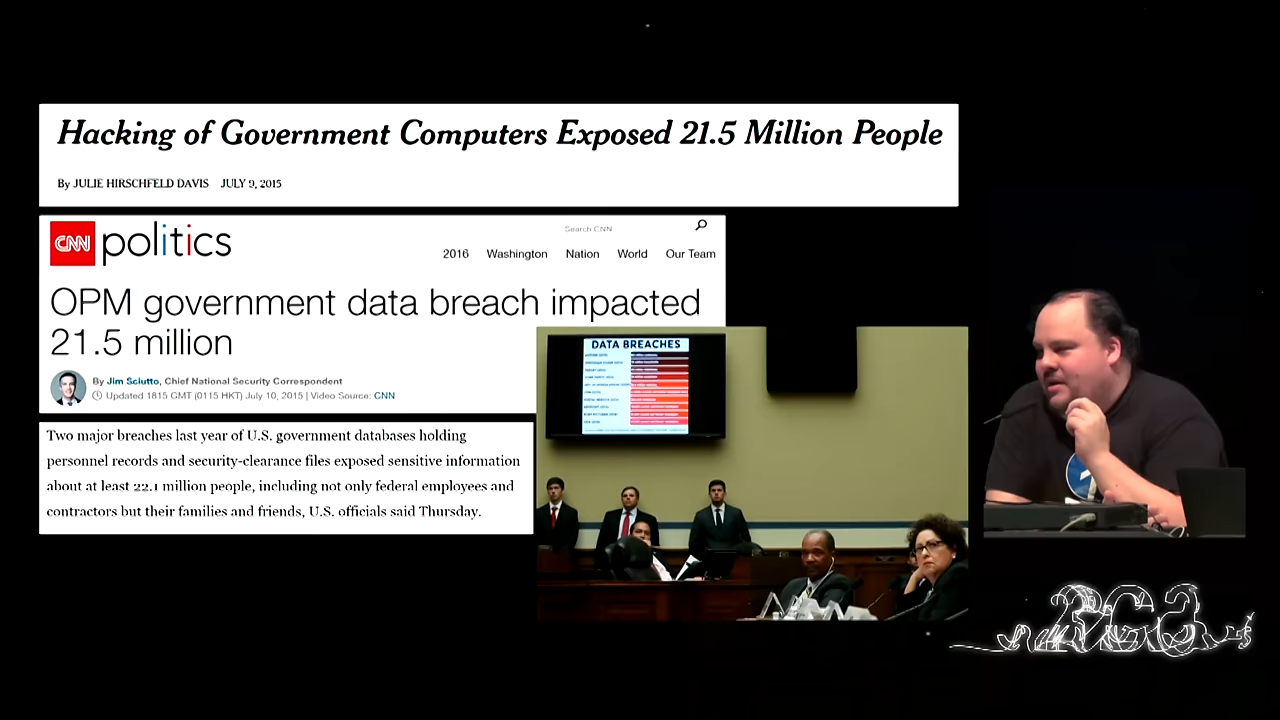 Hacking of Government Computers Exposed 21.5 Million People
By JULIE HIRSCHFELD DAVIS JULY 9, 2015
CNN politics
Search CNN
2016 Washington Nation World Our Team
OPM government data breach impacted
21.5 million
By Jim Sciutto, Chief National Security Correspondent
Updated 1815 GMT (0115 HKT) July 10, 2015 | Video Source: CNN
Two major breaches last year of U.S. government databases holding
personnel records and security-clearance files exposed sensitive information
about at least 22.1 million people, including not only federal employees and
contractors but their families and friends, U.S. officials said Thursday.
DATA BREACHES